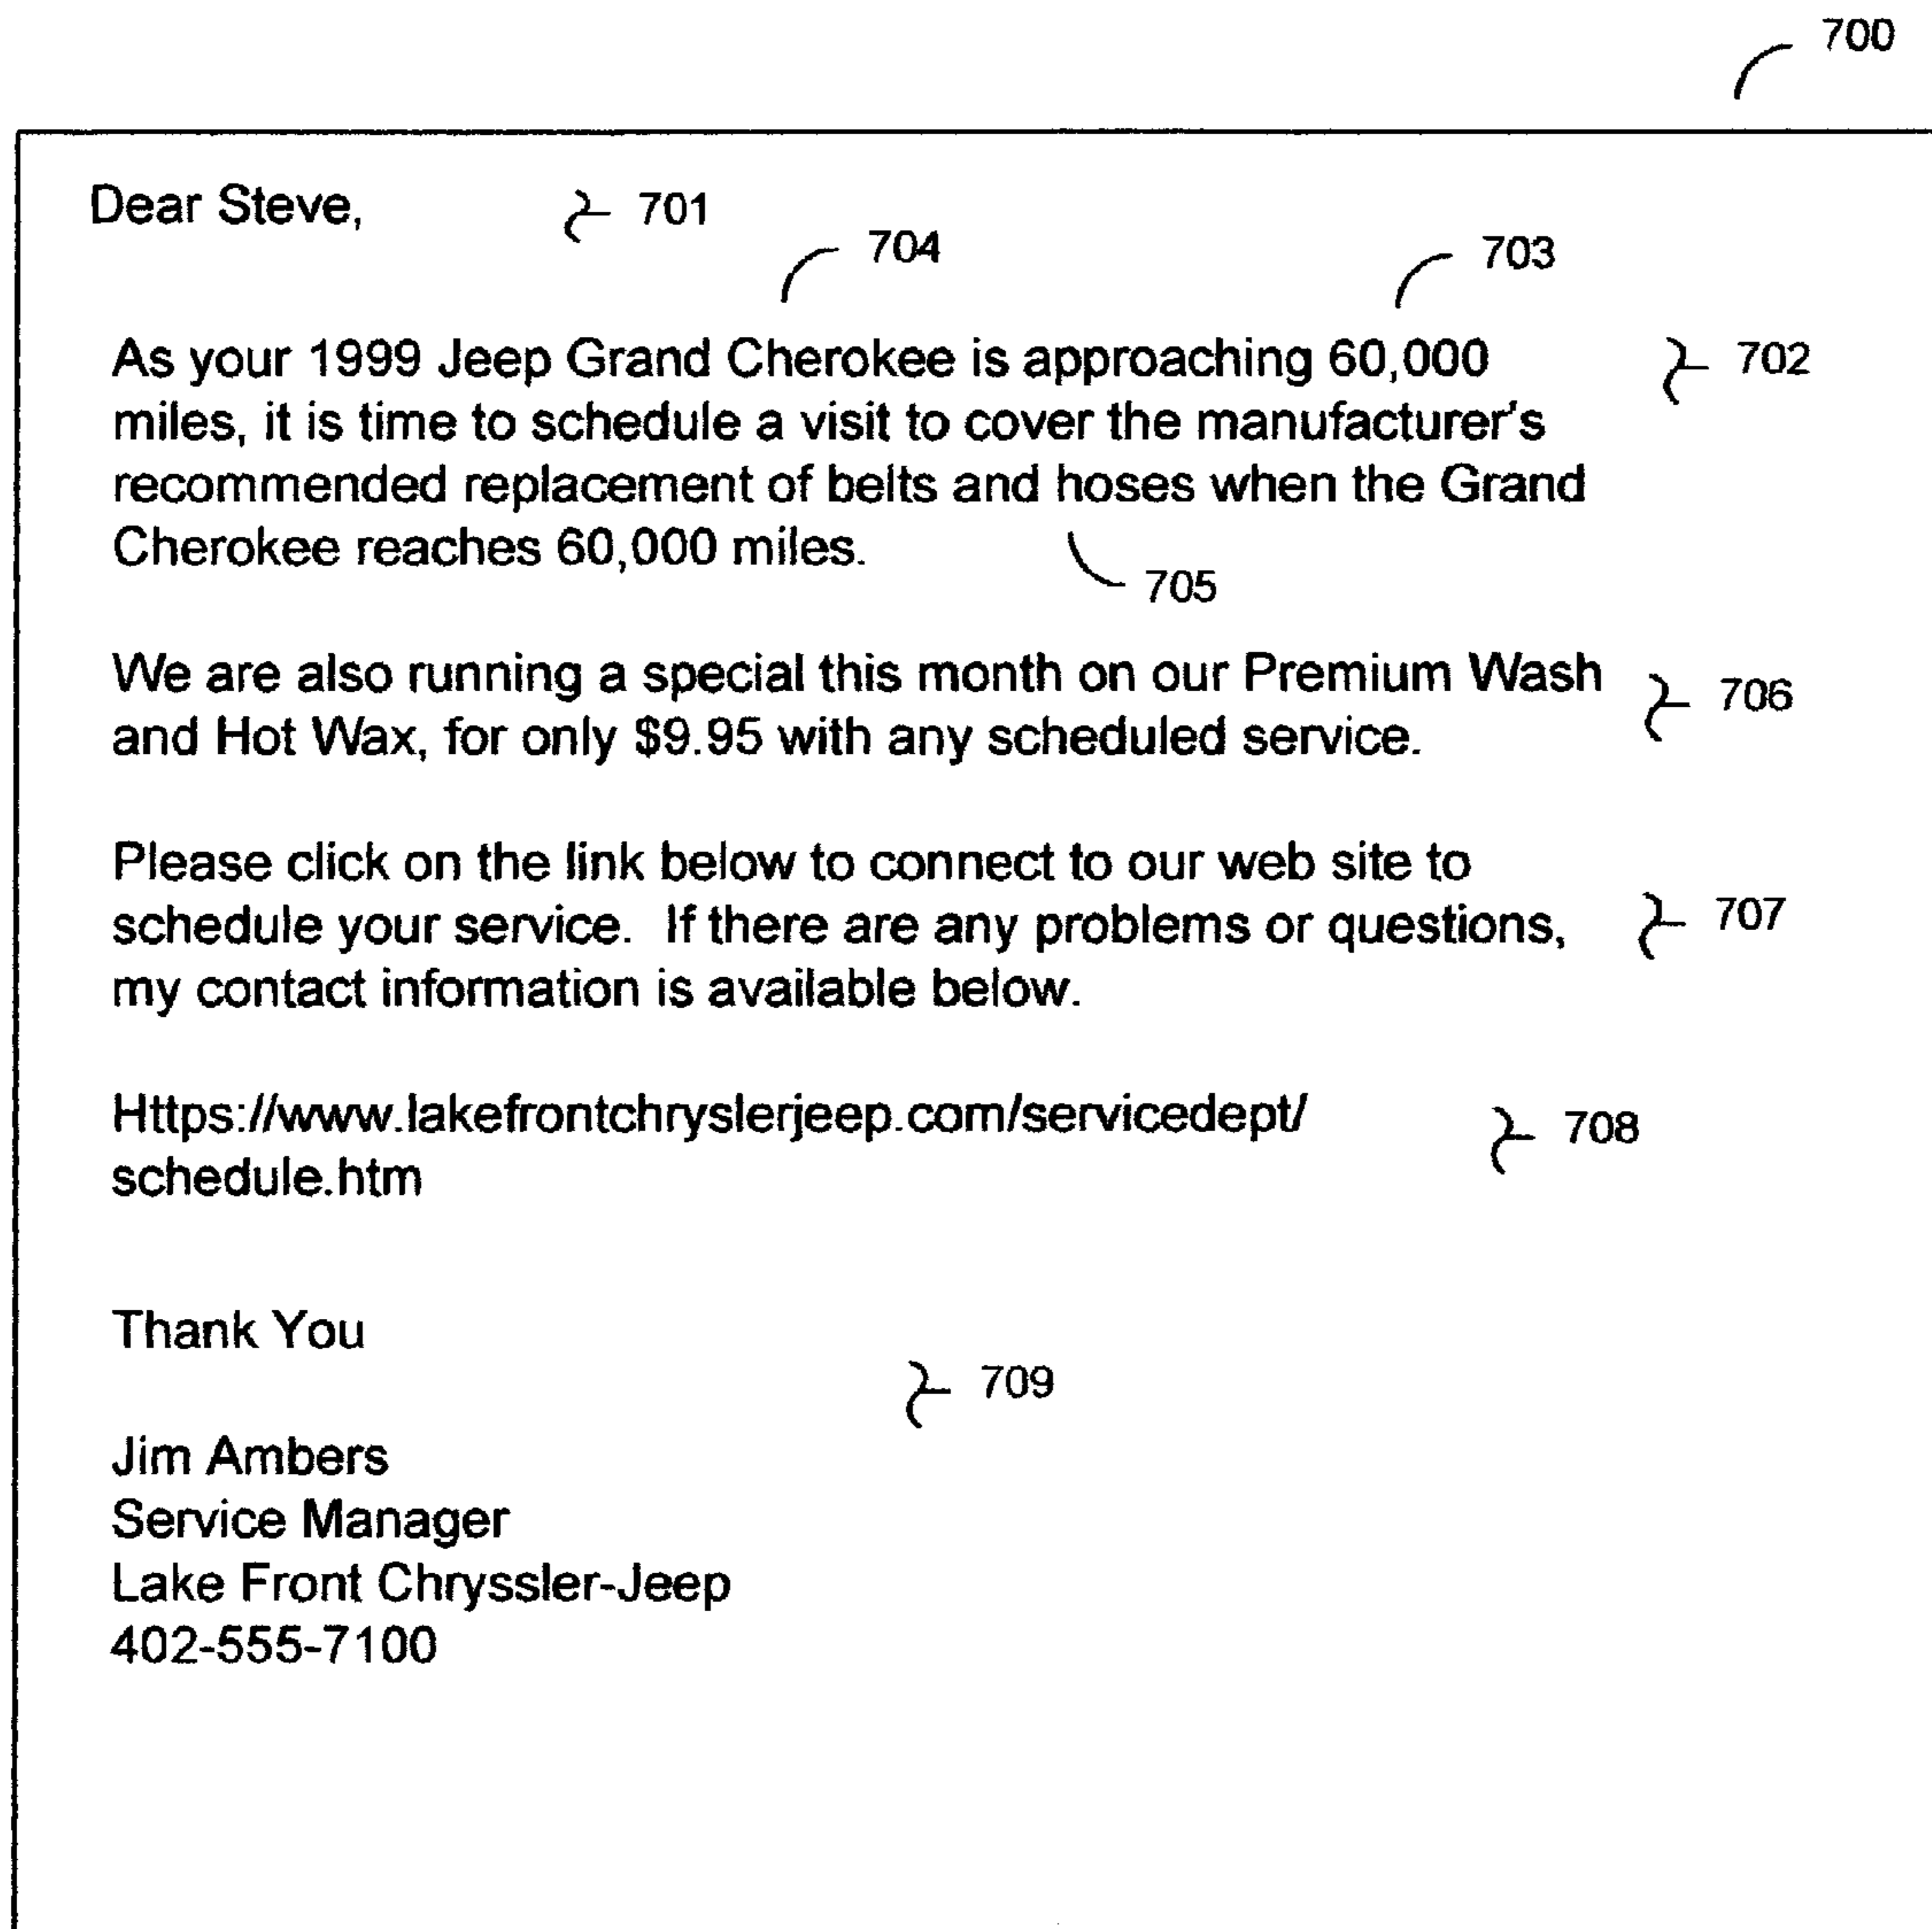 700
Dear Steve, 701
704 703
As your 1999 Jeep Grand Cherokee is approaching 60,000 702
miles, it is time to schedule a visit to cover the manufacturer's
recommended replacement of belts and hoses when the Grand
Cherokee reaches 60,000 miles.
705
We are also running a special this month on our Premium Wash 706
and Hot Wax, for only $9.95 with any scheduled service.
Please click on the link below to connect to our web site to
schedule your service. If there are any problems or questions, 707
my contact information is available below.
Https://www.lakefrontchryslerjeep.com/servicedept/ 708
schedule.htm
Thank You
709
Jim Ambers
Service Manager
Lake Front Chryssler-Jeep
402-555-7100